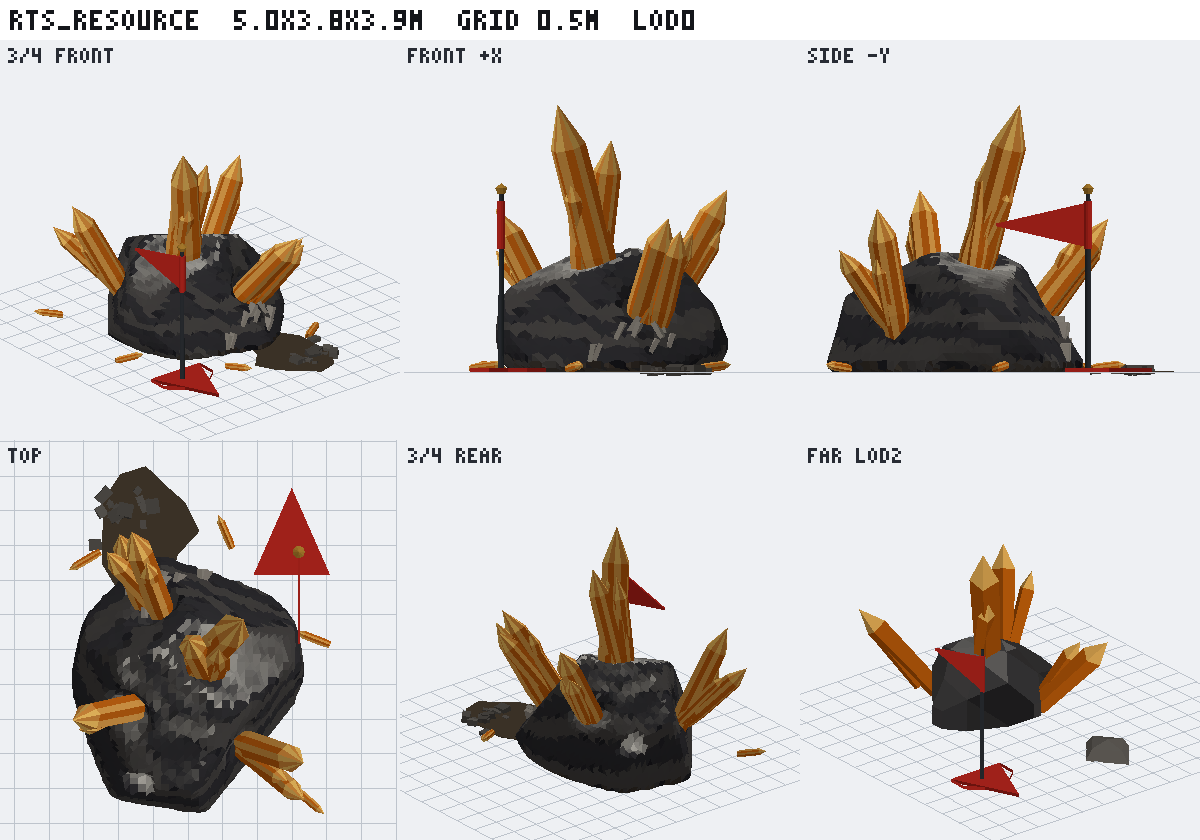 RTS_RESOURCE 5.0X3.8X3.9M GRID 0.5M LOD0
3/4 FRONT
FRONT +X
SIDE -Y
TOP
3/4 REAR
FAR LOD2